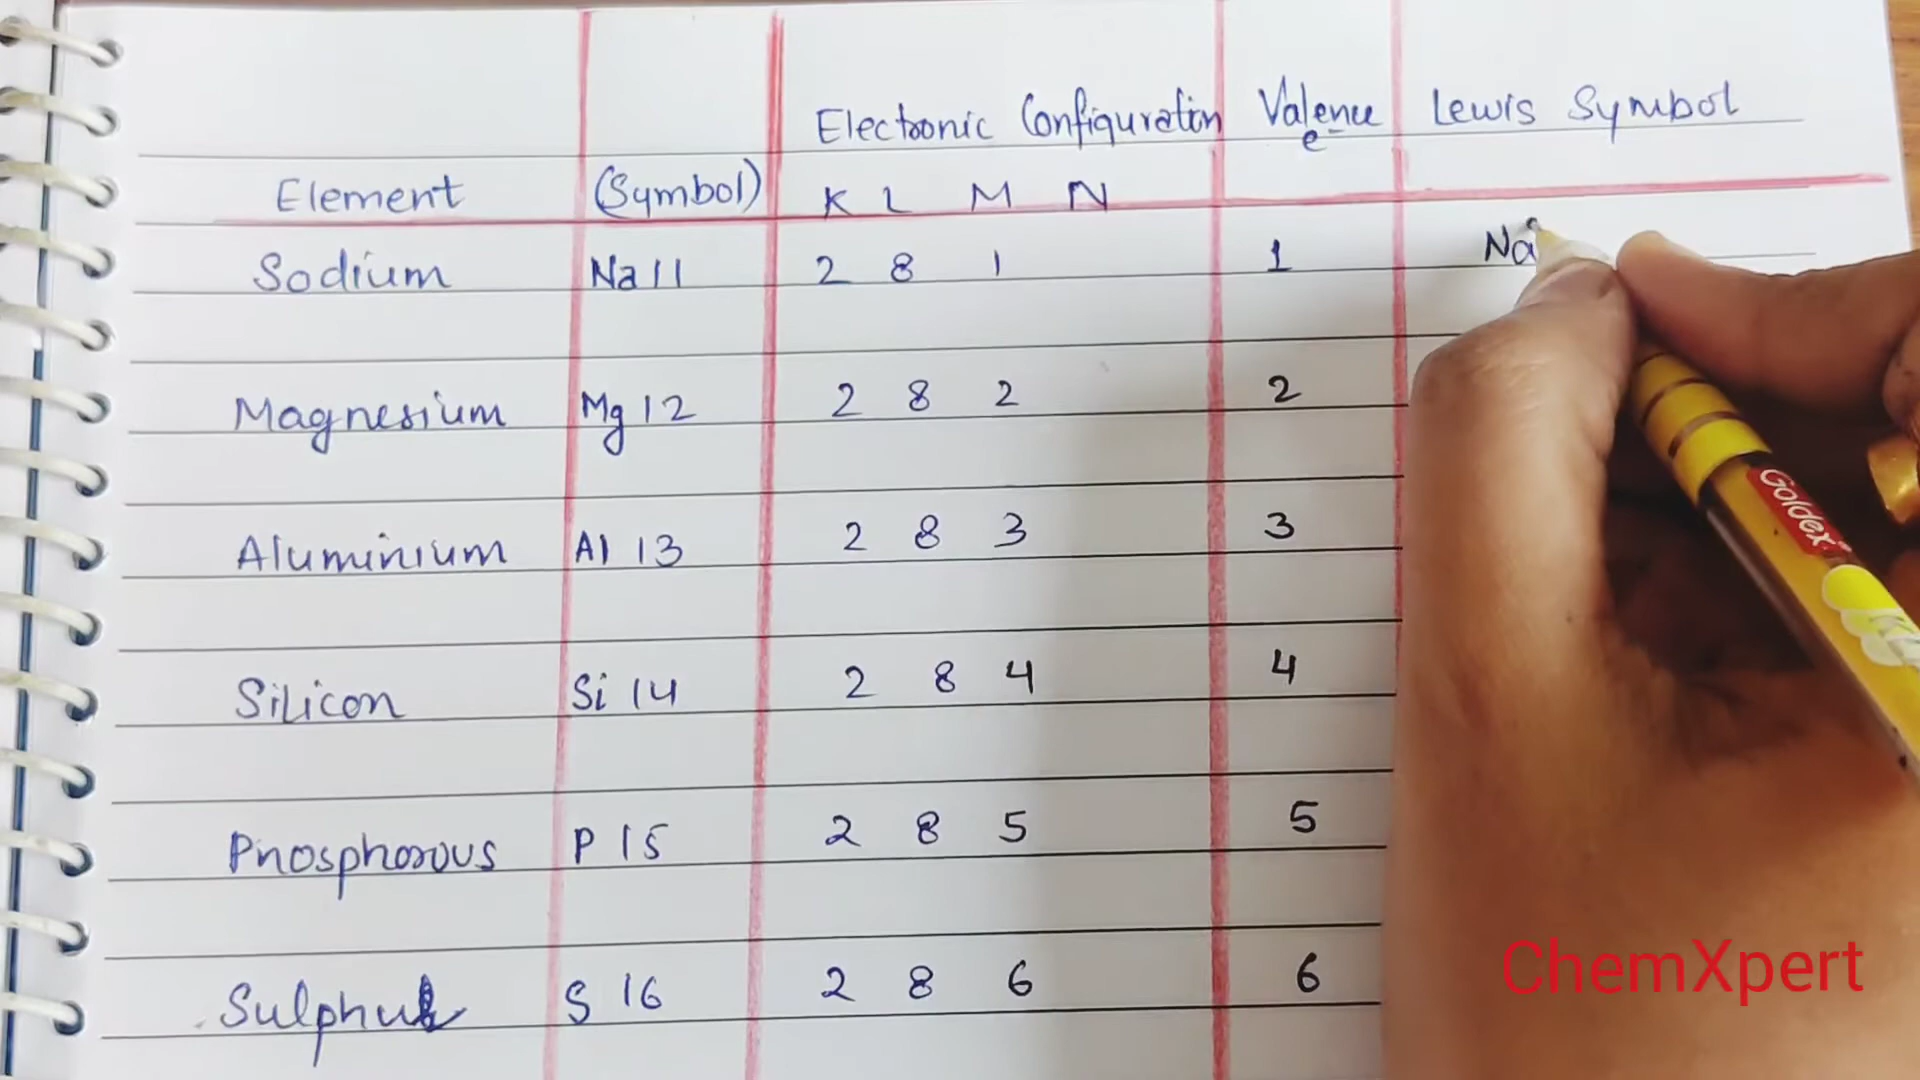 Electronic Configuration Valence Lewis Symbol
e-
Element (Symbol) K L M N
Sodium Na 11 2 8 1 1 Na
Magnesium Mg 12 2 8 2 2
Aluminium Al 13 2 8 3 3
Silicon Si 14 2 8 4 4
Phosphorous P 15 2 8 5 5
Sulphur S 16 2 8 6 6
Goldex
ChemXpert